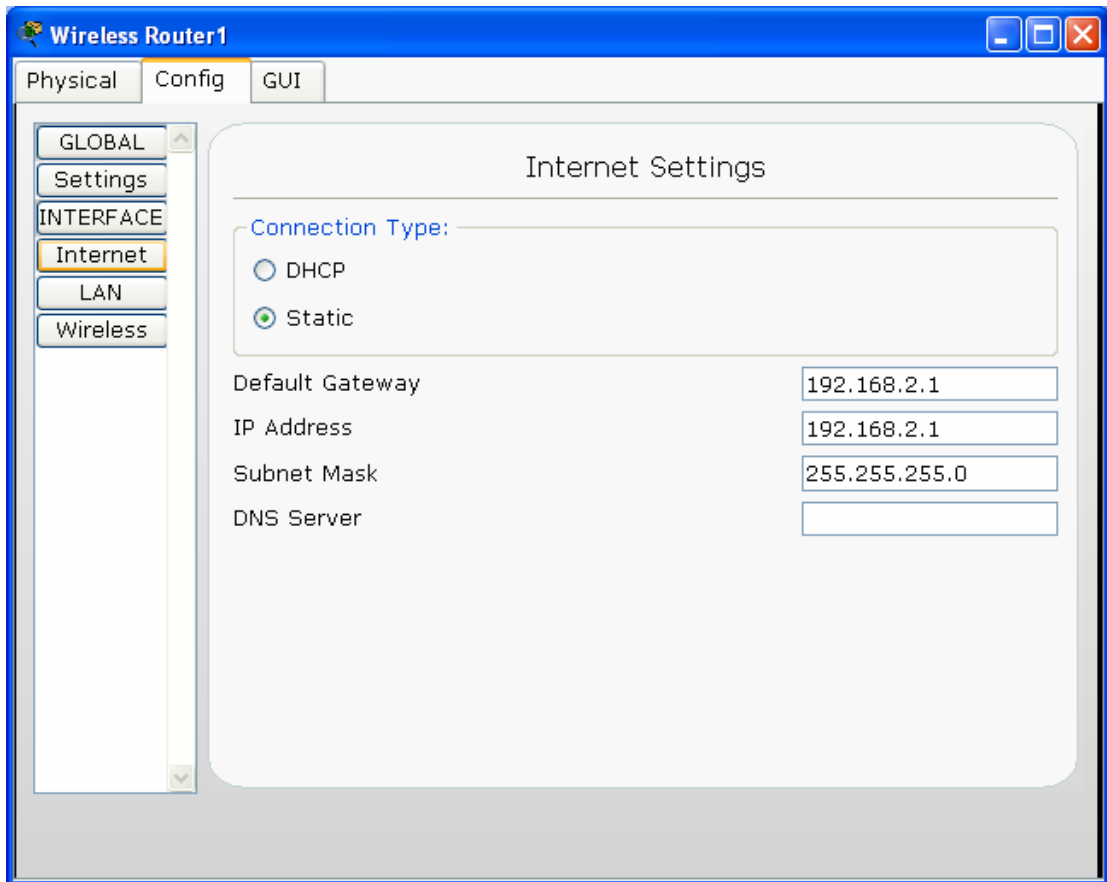 Wireless Router1
Physical Config GUI
GLOBAL
Settings
INTERFACE
Internet
LAN
Wireless
Internet Settings
Connection Type:
DHCP
Static
Default Gateway 192.168.2.1
IP Address 192.168.2.1
Subnet Mask 255.255.255.0
DNS Server